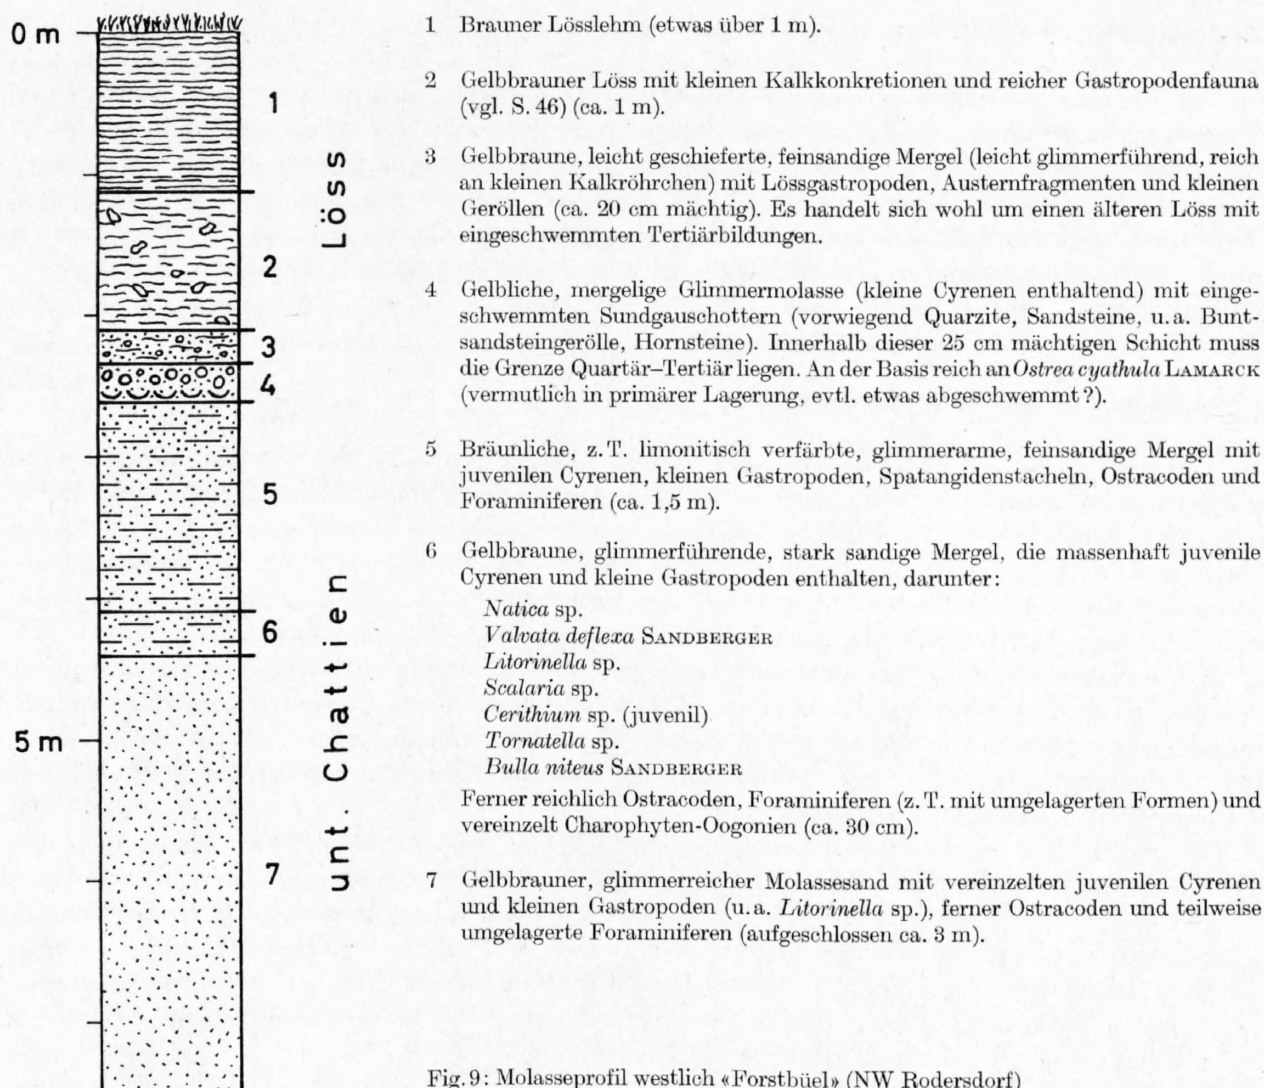 0 m
5 m
1
2
3
4
5
6
7
Löss
unt Chattien
1 Brauner Lösslehm (etwas über 1 m).
2 Gelbbrauner Löss mit kleinen Kalkkonkretionen und reicher Gastropodenfauna
(vgl. S. 46) (ca. 1 m).
3 Gelbbraune, leicht geschieferte, feinsandige Mergel (leicht glimmerführend, reich
an kleinen Kalkröhrchen) mit Lössgastropoden, Austernfragmenten und kleinen
Geröllen (ca. 20 cm mächtig). Es handelt sich wohl um einen älteren Löss mit
eingeschwemmten Tertiärbildungen.
4 Gelbliche, mergelige Glimmermolasse (kleine Cyrenen enthaltend) mit einge-
schwemmten Sundgauschottern (vorwiegend Quarzite, Sandsteine, u.a. Bunt-
sandsteingerölle, Hornsteine). Innerhalb dieser 25 cm mächtigen Schicht muss
die Grenze Quartär–Tertiär liegen. An der Basis reich an Ostrea cyathula LAMARCK
(vermutlich in primärer Lagerung, evtl. etwas abgeschwemmt?).
5 Bräunliche, z.T. limonitisch verfärbte, glimmerarme, feinsandige Mergel mit
juvenilen Cyrenen, kleinen Gastropoden, Spatangidenstacheln, Ostracoden und
Foraminiferen (ca. 1,5 m).
6 Gelbbraune, glimmerführende, stark sandige Mergel, die massenhaft juvenile
Cyrenen und kleine Gastropoden enthalten, darunter:
Natica sp.
Valvata deflexa SANDBERGER
Litorinella sp.
Scalaria sp.
Cerithium sp. (juvenil)
Tornatella sp.
Bulla niteus SANDBERGER
Ferner reichlich Ostracoden, Foraminiferen (z.T. mit umgelagerten Formen) und
vereinzelt Charophyten-Oogonien (ca. 30 cm).
7 Gelbbrauner, glimmerreicher Molassesand mit vereinzelten juvenilen Cyrenen
und kleinen Gastropoden (u.a. Litorinella sp.), ferner Ostracoden und teilweise
umgelagerte Foraminiferen (aufgeschlossen ca. 3 m).
Fig. 9: Molasseprofil westlich «Forstbüel» (NW Rodersdorf)